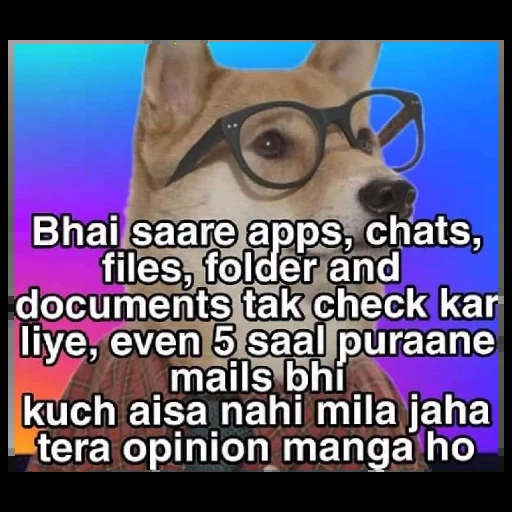 Bhai saare apps, chats,
files, folder and
documents tak check kar
liye, even 5 saal puraane
mails bhi
kuch aisa nahi mila jaha
tera opinion manga ho